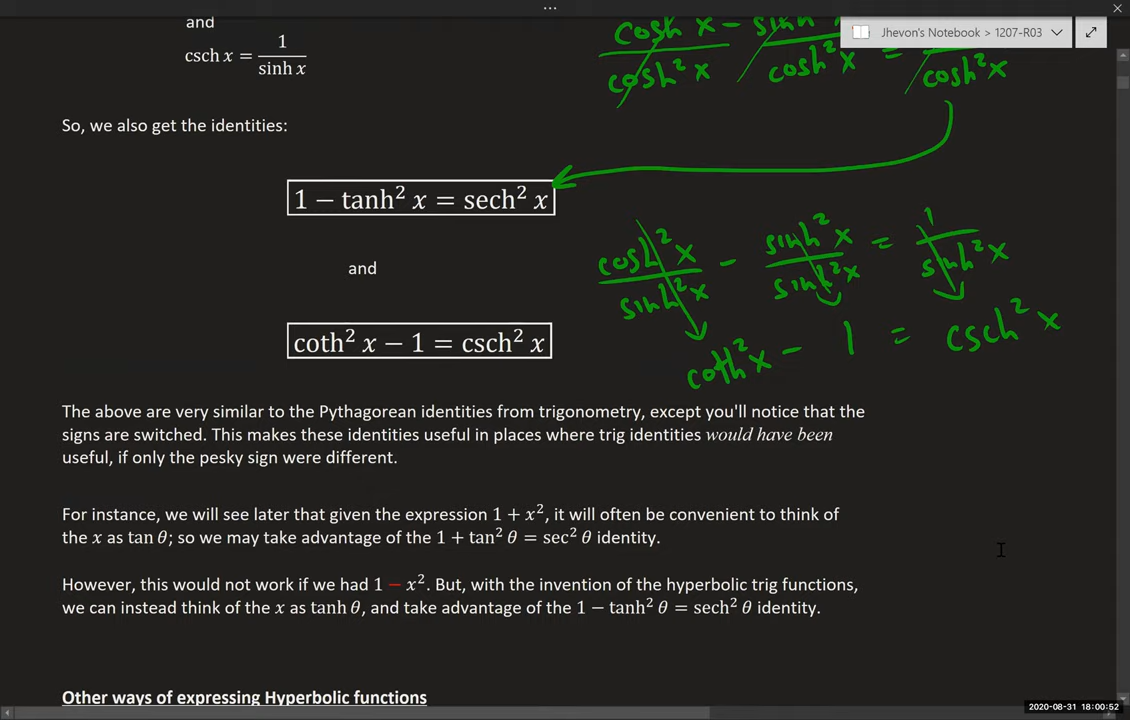 ...
and
csch x = 1 / sinh x
cosh² x / cosh² x − sinh / cosh² x = / cosh² x
Jhevon's Notebook > 1207-R03
So, we also get the identities:
1 − tanh² x = sech² x
and
cosh² x / sinh² x − sinh² x / sinh² x = 1 / sinh² x
coth² x − 1 = csch² x
coth² x − 1 = csch² x
The above are very similar to the Pythagorean identities from trigonometry, except you'll notice that the
signs are switched. This makes these identities useful in places where trig identities would have been
useful, if only the pesky sign were different.
For instance, we will see later that given the expression 1 + x², it will often be convenient to think of
the x as tan θ; so we may take advantage of the 1 + tan² θ = sec² θ identity.
However, this would not work if we had 1 − x². But, with the invention of the hyperbolic trig functions,
we can instead think of the x as tanh θ, and take advantage of the 1 − tanh² θ = sech² θ identity.
Other ways of expressing Hyperbolic functions
2020-08-31 18:00:52